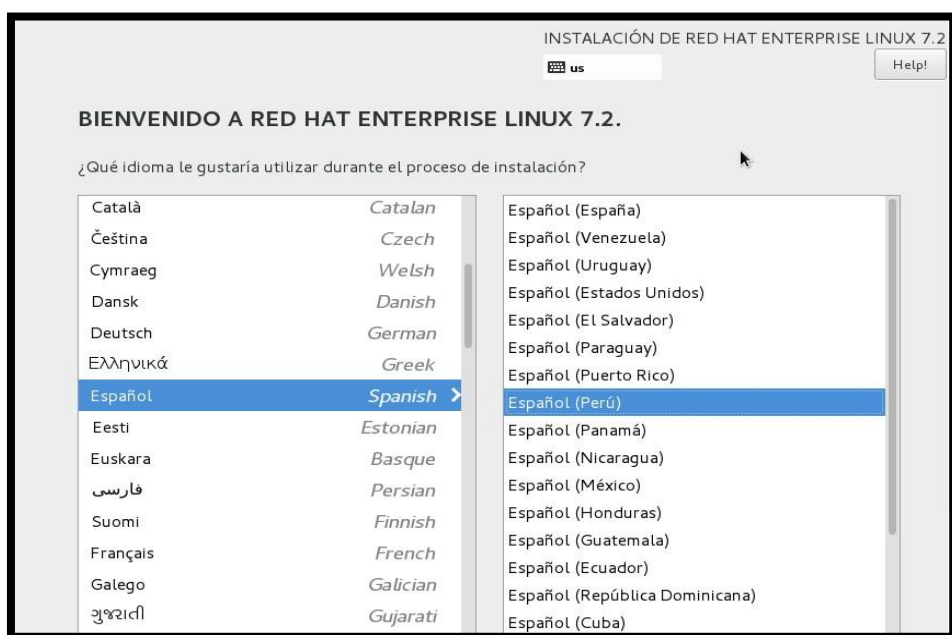 INSTALACIÓN DE RED HAT ENTERPRISE LINUX 7.2
us
Help!
BIENVENIDO A RED HAT ENTERPRISE LINUX 7.2.
¿Qué idioma le gustaría utilizar durante el proceso de instalación?
Català Catalan
Čeština Czech
Cymraeg Welsh
Dansk Danish
Deutsch German
Ελληνικά Greek
Español Spanish
Eesti Estonian
Euskara Basque
فارسی Persian
Suomi Finnish
Français French
Galego Galician
ગુજરાતી Gujarati
Español (España)
Español (Venezuela)
Español (Uruguay)
Español (Estados Unidos)
Español (El Salvador)
Español (Paraguay)
Español (Puerto Rico)
Español (Perú)
Español (Panamá)
Español (Nicaragua)
Español (México)
Español (Honduras)
Español (Guatemala)
Español (Ecuador)
Español (República Dominicana)
Español (Cuba)